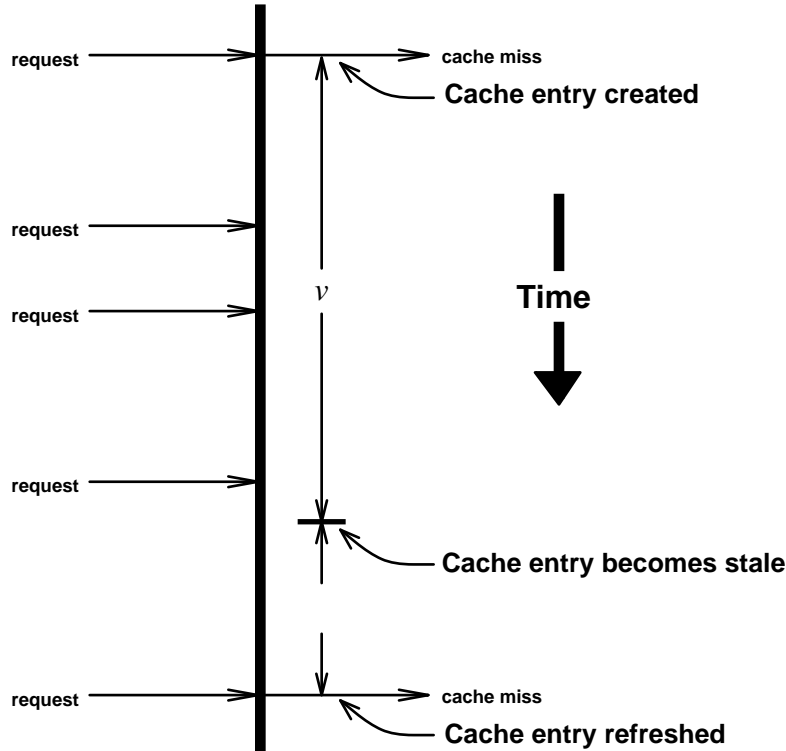 request
cache miss
Cache entry created
request
v
Time
request
request
Cache entry becomes stale
request
cache miss
Cache entry refreshed